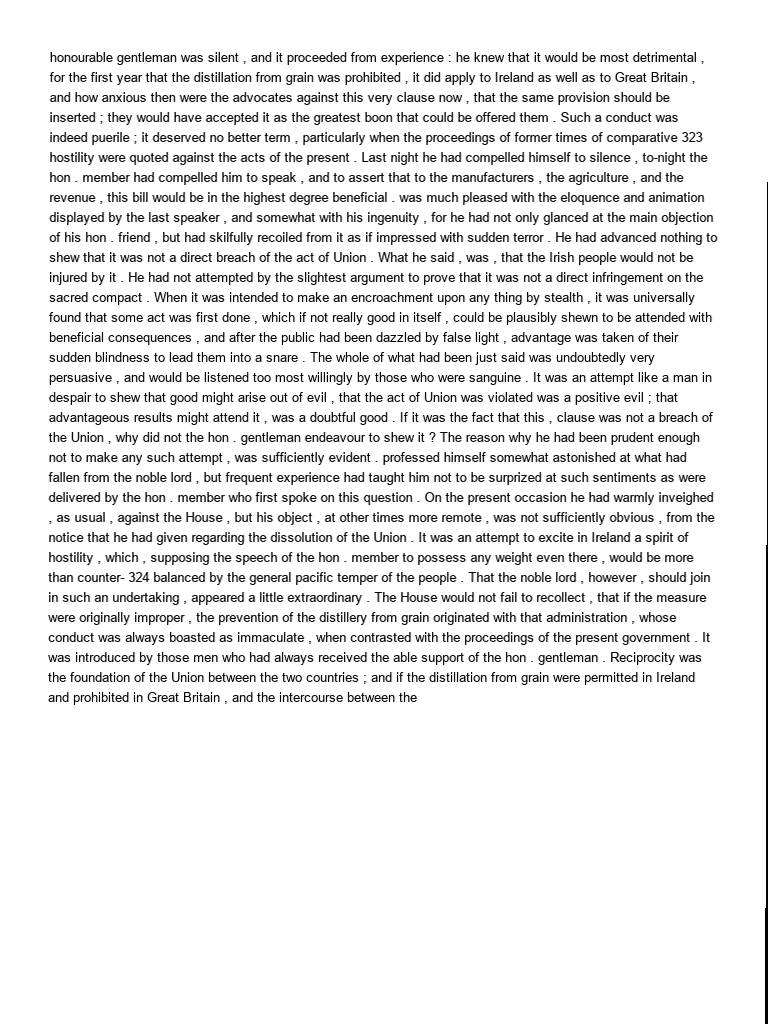 honourable gentleman was silent , and it proceeded from experience : he knew that it would be most detrimental ,
for the first year that the distillation from grain was prohibited , it did apply to Ireland as well as to Great Britain ,
and how anxious then were the advocates against this very clause now , that the same provision should be
inserted ; they would have accepted it as the greatest boon that could be offered them . Such a conduct was
indeed puerile ; it deserved no better term , particularly when the proceedings of former times of comparative 323
hostility were quoted against the acts of the present . Last night he had compelled himself to silence , to-night the
hon . member had compelled him to speak , and to assert that to the manufacturers , the agriculture , and the
revenue , this bill would be in the highest degree beneficial . was much pleased with the eloquence and animation
displayed by the last speaker , and somewhat with his ingenuity , for he had not only glanced at the main objection
of his hon . friend , but had skilfully recoiled from it as if impressed with sudden terror . He had advanced nothing to
shew that it was not a direct breach of the act of Union . What he said , was , that the Irish people would not be
injured by it . He had not attempted by the slightest argument to prove that it was not a direct infringement on the
sacred compact . When it was intended to make an encroachment upon any thing by stealth , it was universally
found that some act was first done , which if not really good in itself , could be plausibly shewn to be attended with
beneficial consequences , and after the public had been dazzled by false light , advantage was taken of their
sudden blindness to lead them into a snare . The whole of what had been just said was undoubtedly very
persuasive , and would be listened too most willingly by those who were sanguine . It was an attempt like a man in
despair to shew that good might arise out of evil , that the act of Union was violated was a positive evil ; that
advantageous results might attend it , was a doubtful good . If it was the fact that this , clause was not a breach of
the Union , why did not the hon . gentleman endeavour to shew it ? The reason why he had been prudent enough
not to make any such attempt , was sufficiently evident . professed himself somewhat astonished at what had
fallen from the noble lord , but frequent experience had taught him not to be surprized at such sentiments as were
delivered by the hon . member who first spoke on this question . On the present occasion he had warmly inveighed
, as usual , against the House , but his object , at other times more remote , was not sufficiently obvious , from the
notice that he had given regarding the dissolution of the Union . It was an attempt to excite in Ireland a spirit of
hostility , which , supposing the speech of the hon . member to possess any weight even there , would be more
than counter- 324 balanced by the general pacific temper of the people . That the noble lord , however , should join
in such an undertaking , appeared a little extraordinary . The House would not fail to recollect , that if the measure
were originally improper , the prevention of the distillery from grain originated with that administration , whose
conduct was always boasted as immaculate , when contrasted with the proceedings of the present government . It
was introduced by those men who had always received the able support of the hon . gentleman . Reciprocity was
the foundation of the Union between the two countries ; and if the distillation from grain were permitted in Ireland
and prohibited in Great Britain , and the intercourse between the